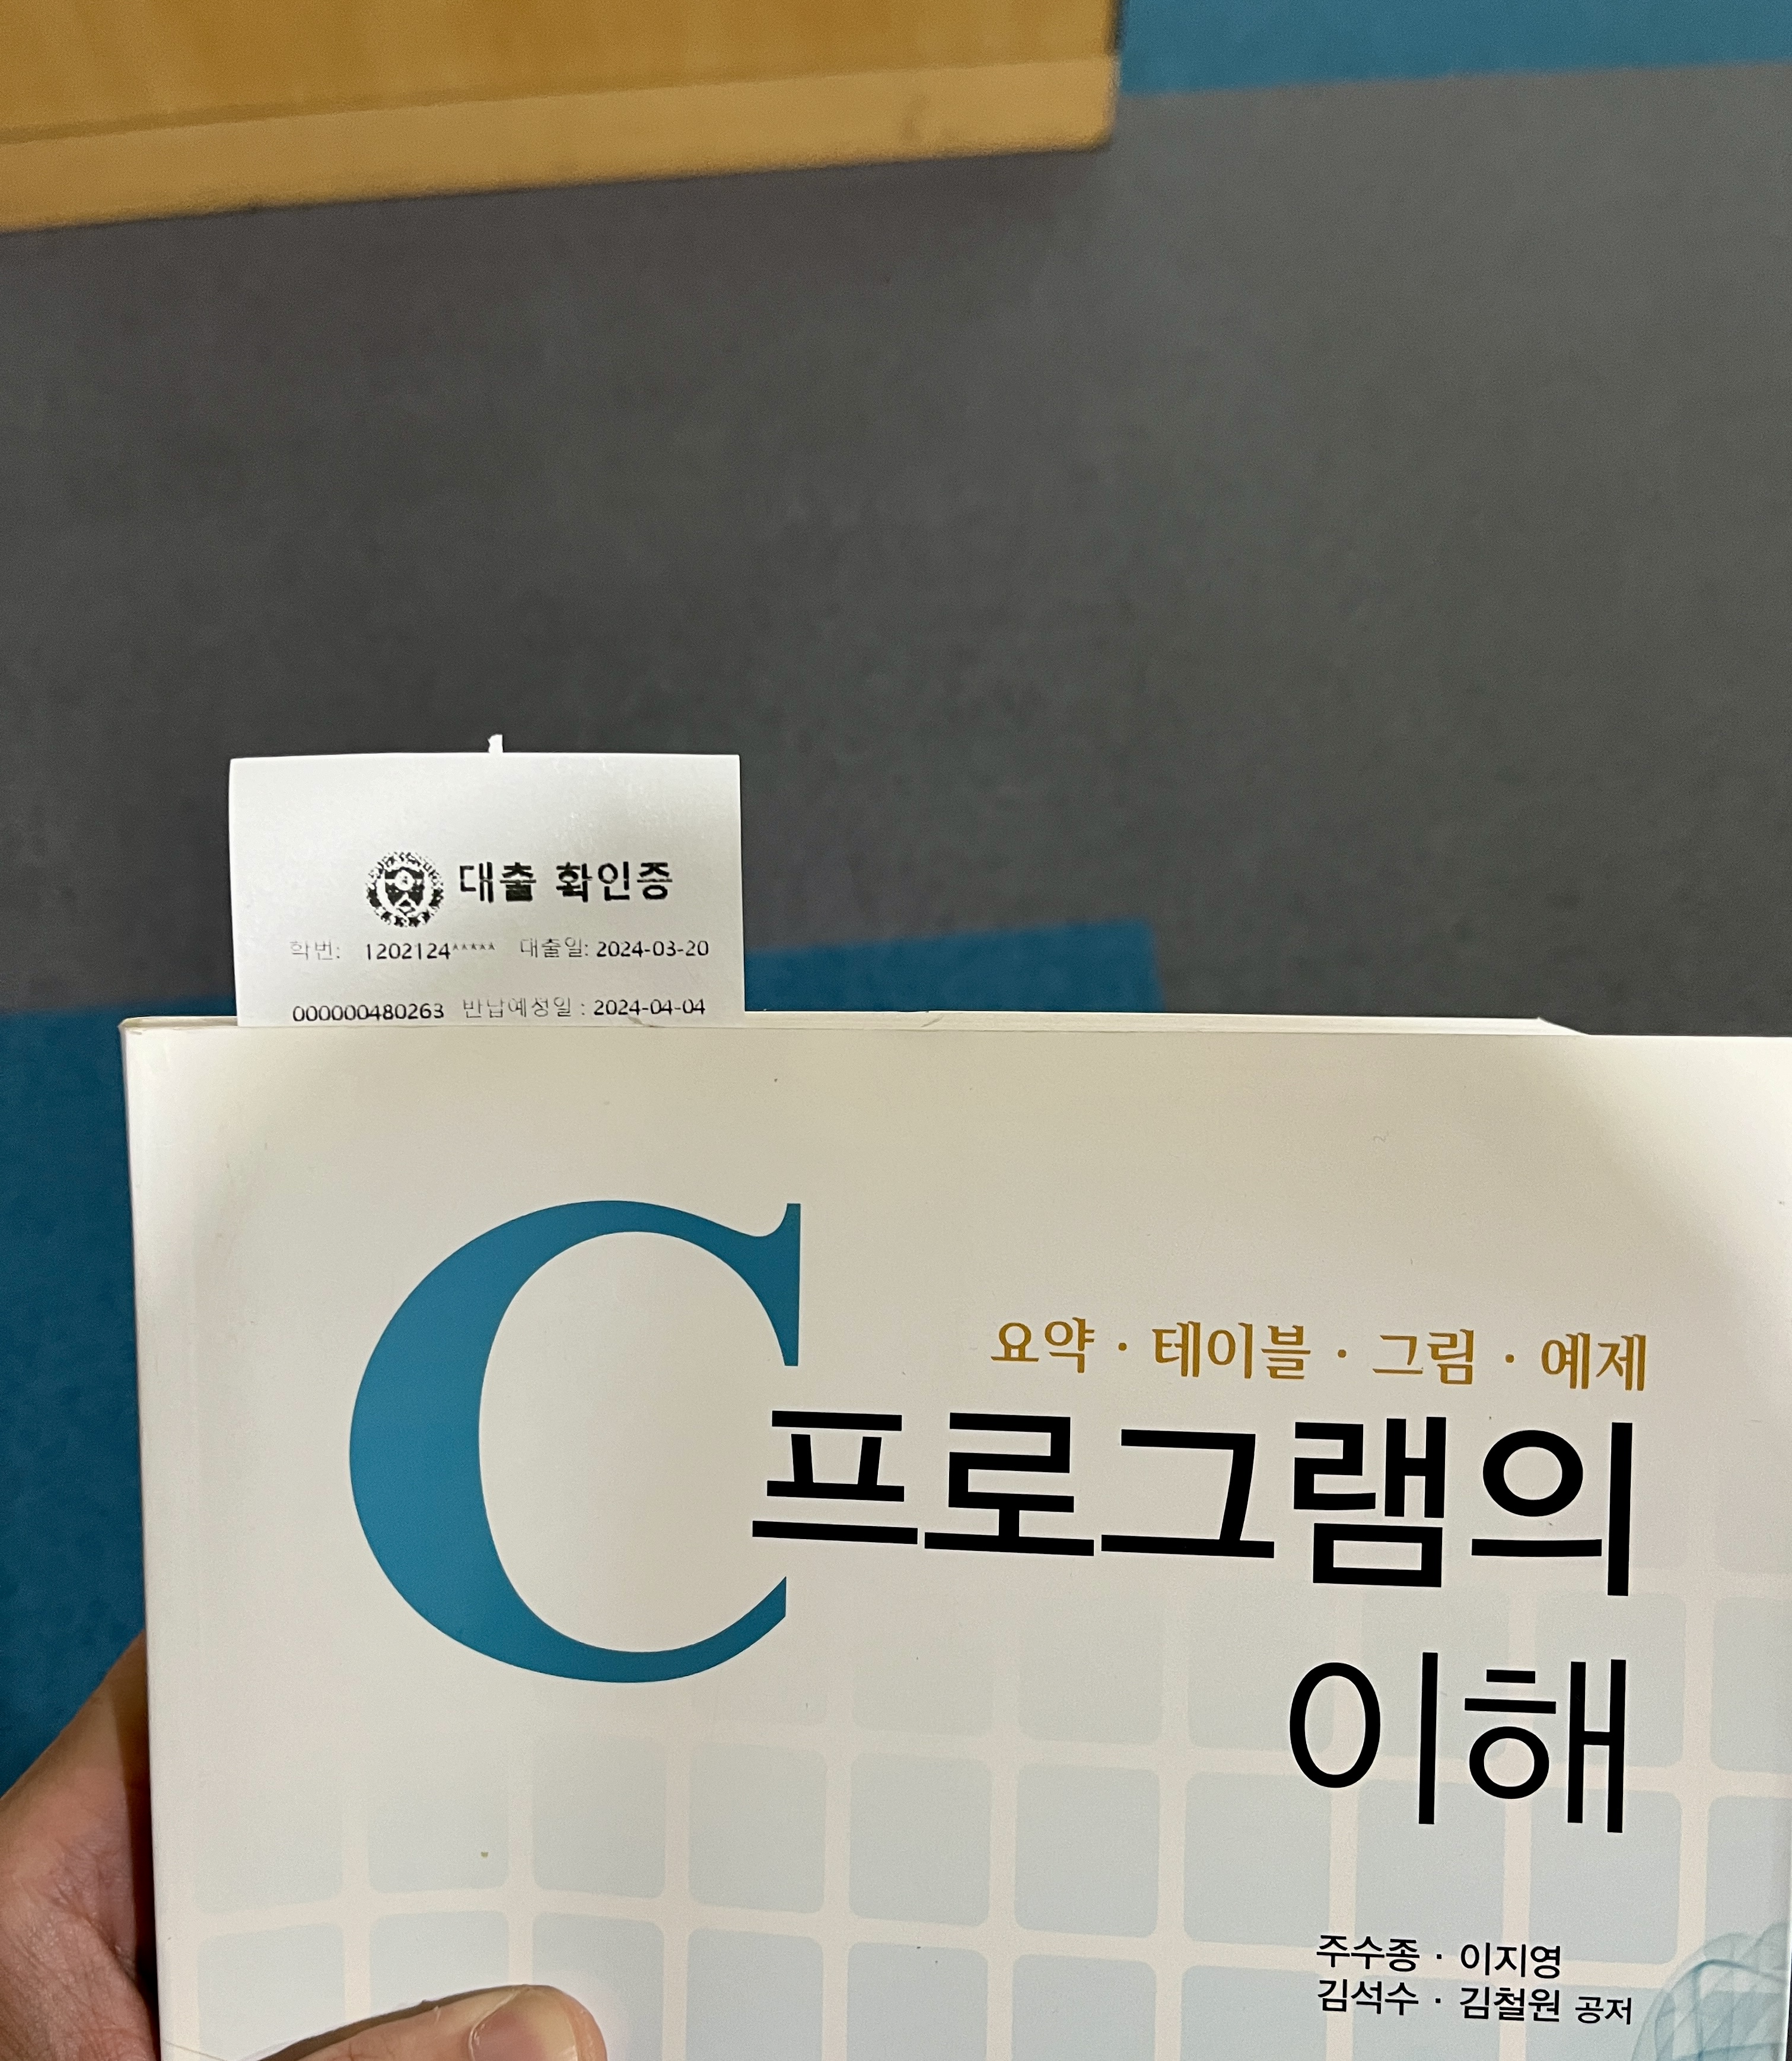 대출 확인증
학번: 1202124***** 대출일: 2024-03-20
000000480263 반납예정일 : 2024-04-04
요약 · 테이블 · 그림 · 예제
C 프로그램의
이해
주수종 · 이지영
김석수 · 김철원 공저